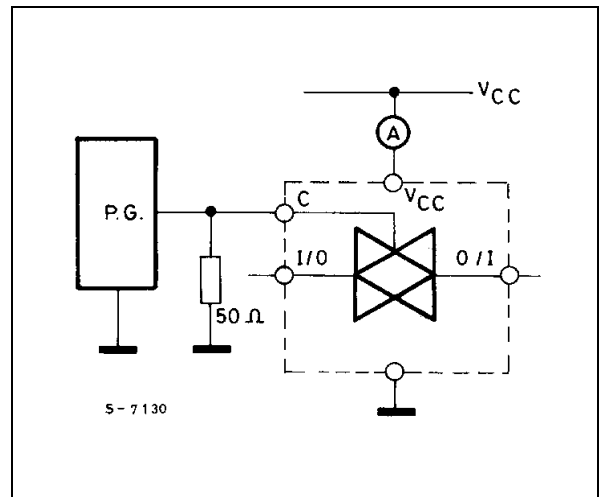 VCC
A
C
VCC
P.G.
I/O
O/I
50 Ω
S-7130